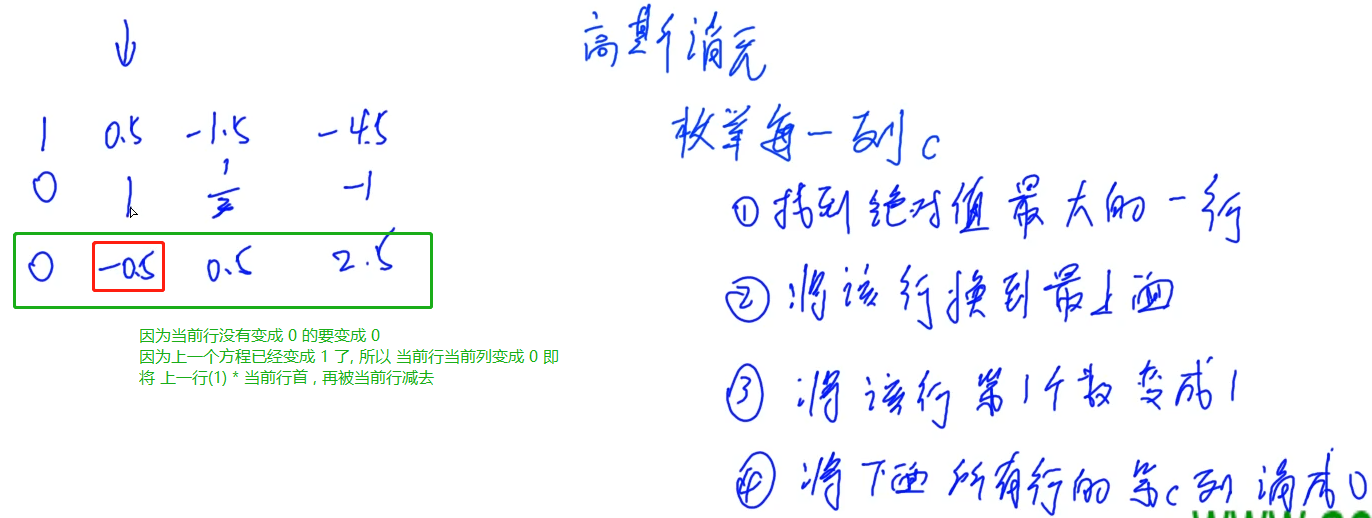 高斯消元
枚举每一列 c
①找到绝对值最大的一行
②将该行换到最上面
③将该行第1个数变成1
④将下面所有行的第c列消成0
1 0.5 -1.5 -4.5
0 1 1/3 -1
0 -0.5 0.5 2.5
因为当前行没有变成 0 的要变成 0
因为上一个方程已经变成 1 了, 所以 当前行当前列变成 0 即
将 上一行(1) * 当前行首 , 再被当前行减去